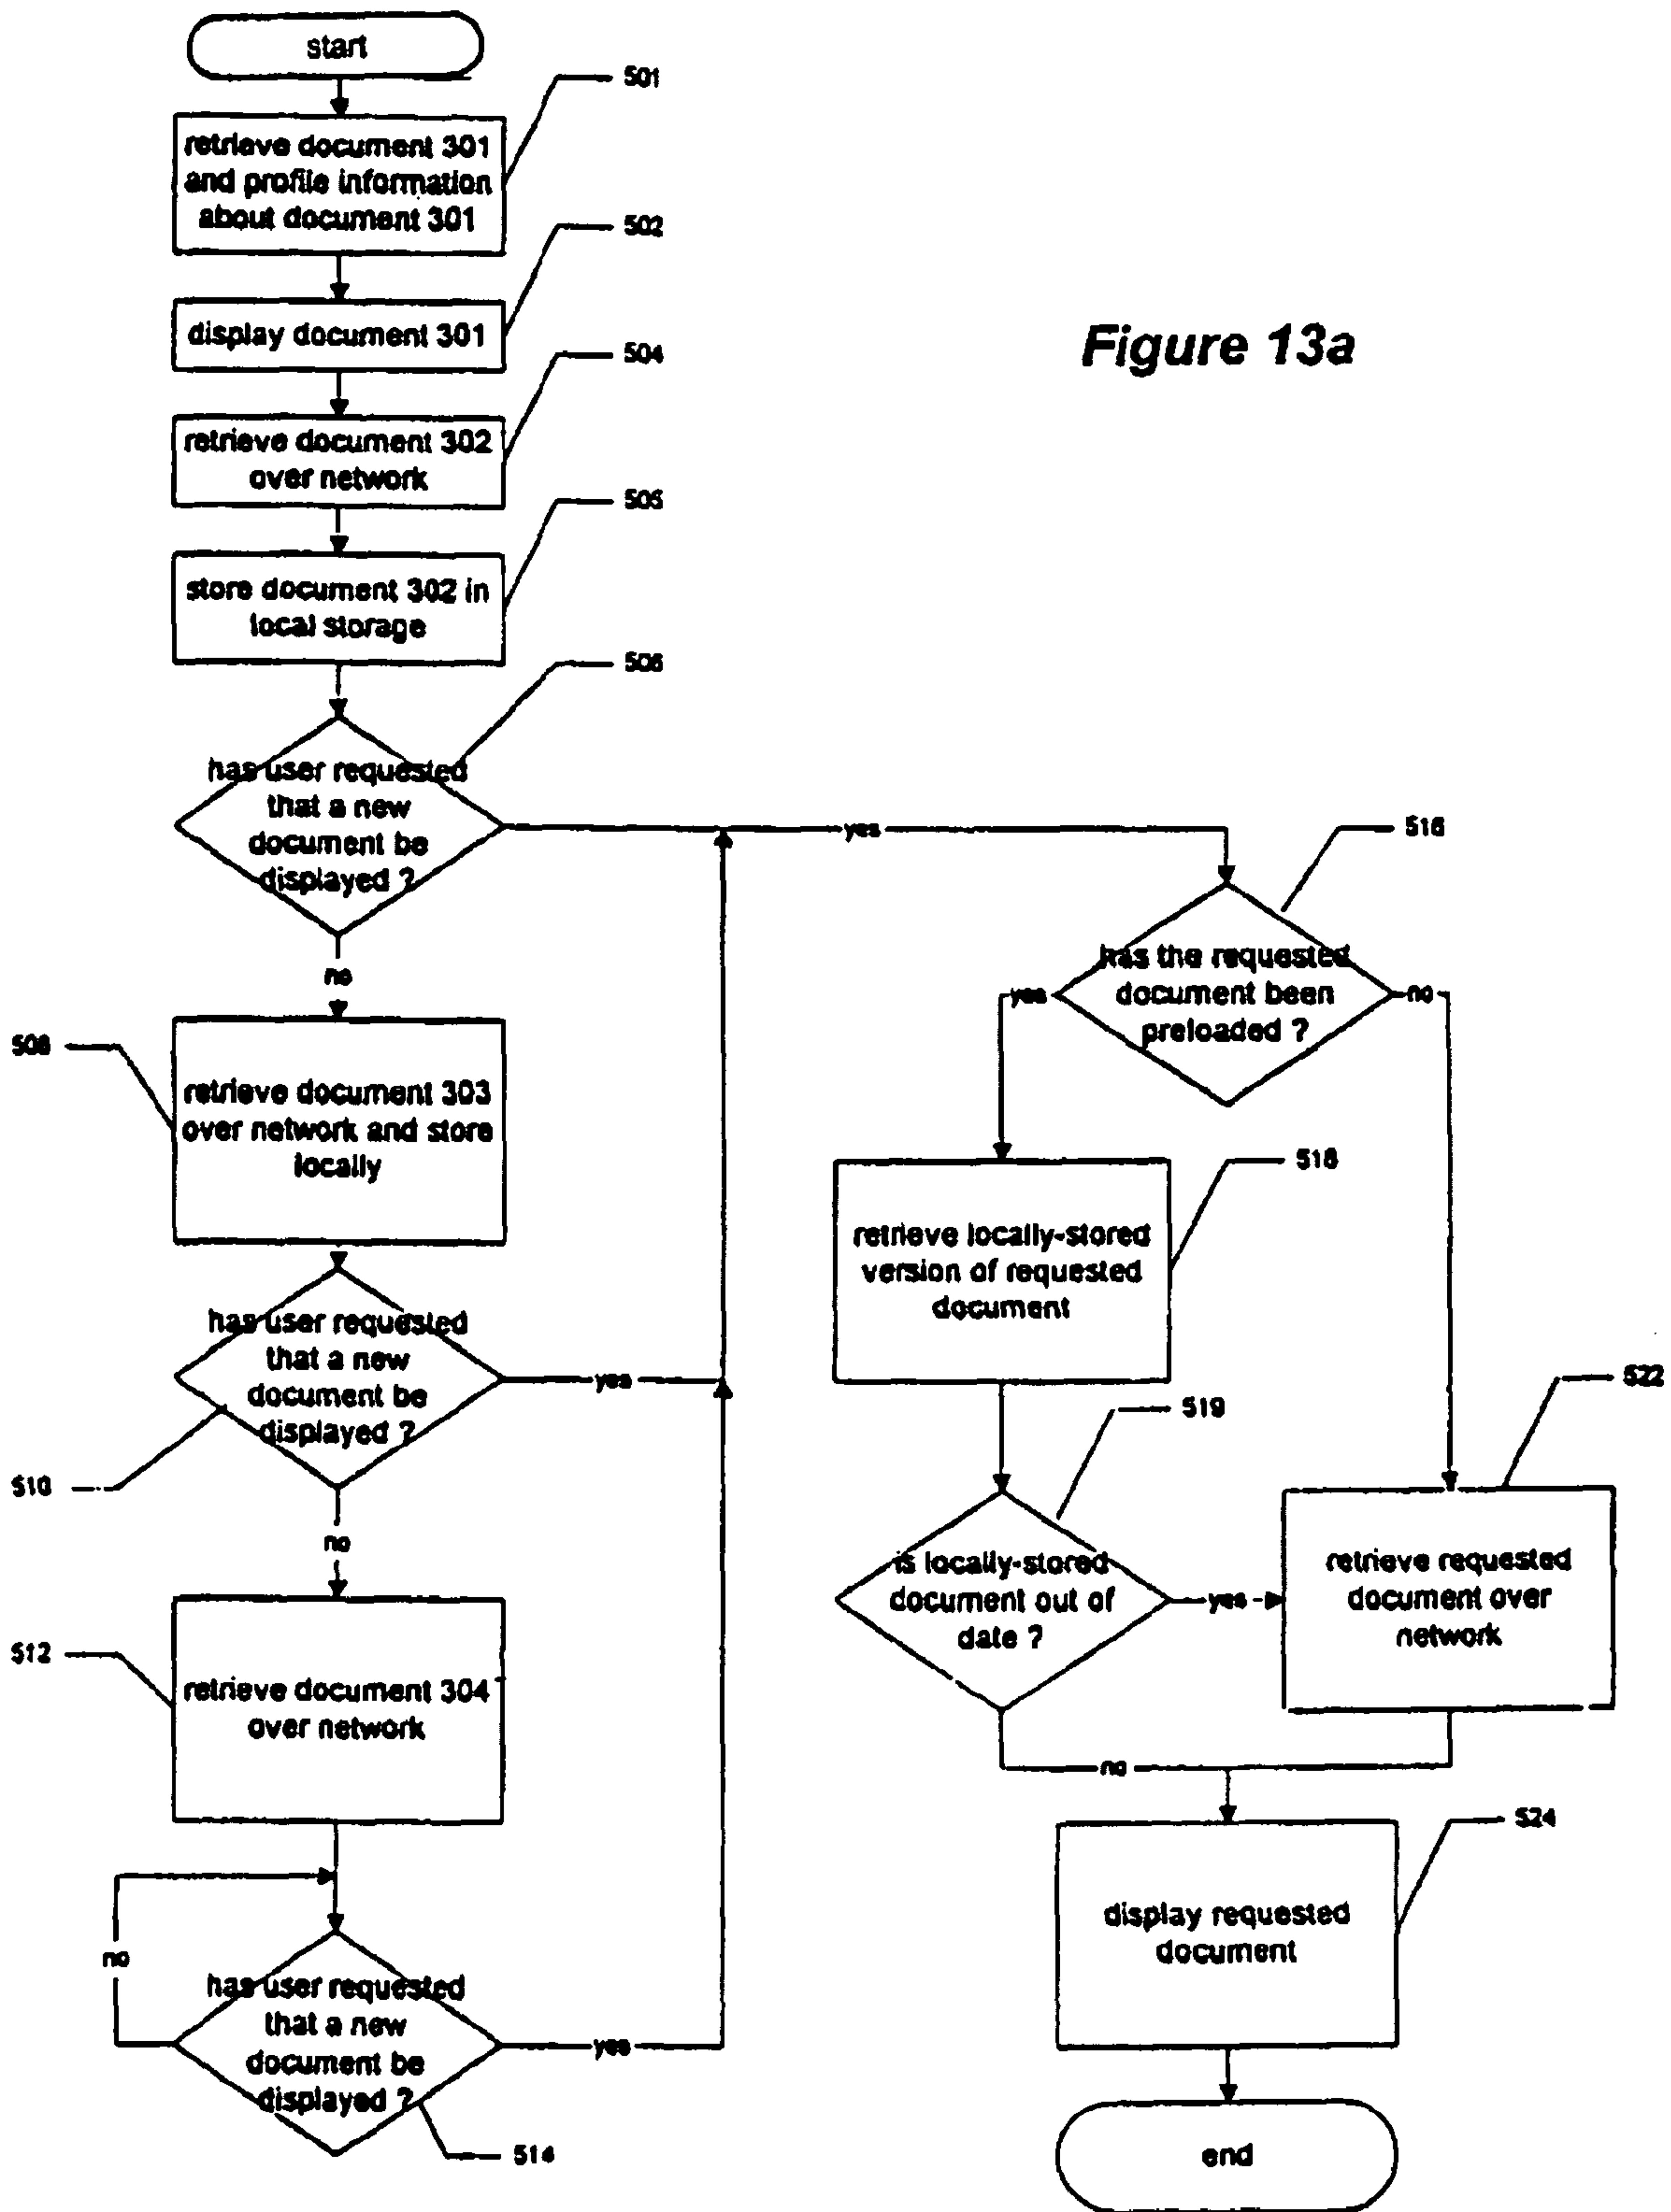 start
501
retrieve document 301
and profile information
about document 301
502
display document 301
Figure 13a
504
retrieve document 302
over network
505
store document 302 in
local storage
506
has user requested
that a new
document be
displayed ?
yes
no
508
retrieve document 303
over network and store
locally
has user requested
that a new
document be
displayed ?
yes
510
no
512
retrieve document 304
over network
no
has user requested
that a new
document be
displayed ?
yes
514
516
has the requested
document been
preloaded ?
yes
no
518
retrieve locally-stored
version of requested
document
519
is locally-stored
document out of
date ?
yes
522
retrieve requested
document over
network
no
524
display requested
document
end